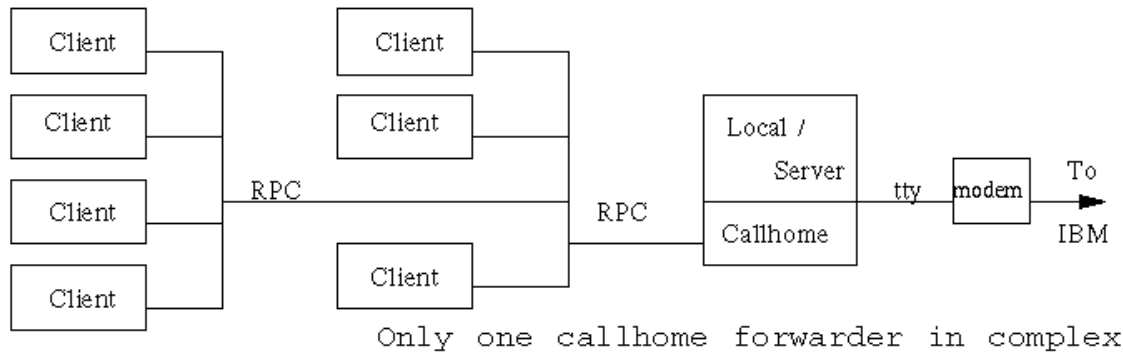 Client
Client
Client
Client
RPC
Client
Client
Client
RPC
Local /
Server
Callhome
tty
modem
To
IBM
Only one callhome forwarder in complex